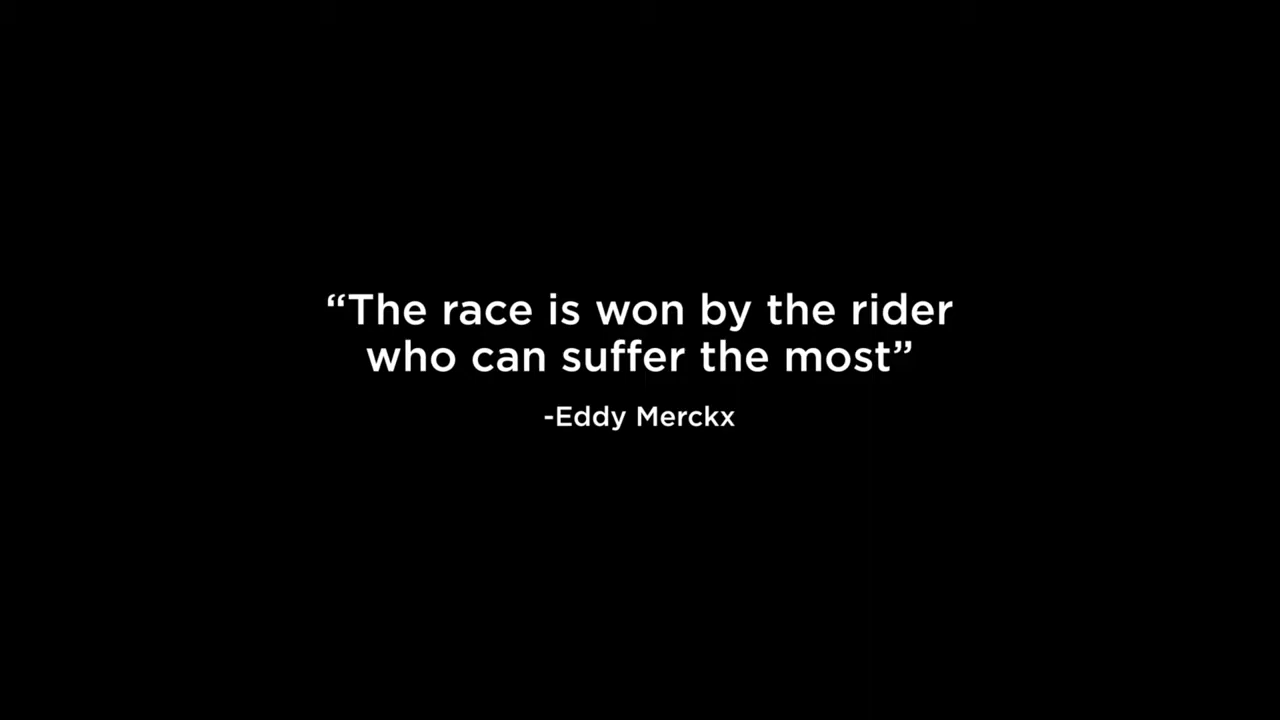 “The race is won by the rider
who can suffer the most”
-Eddy Merckx